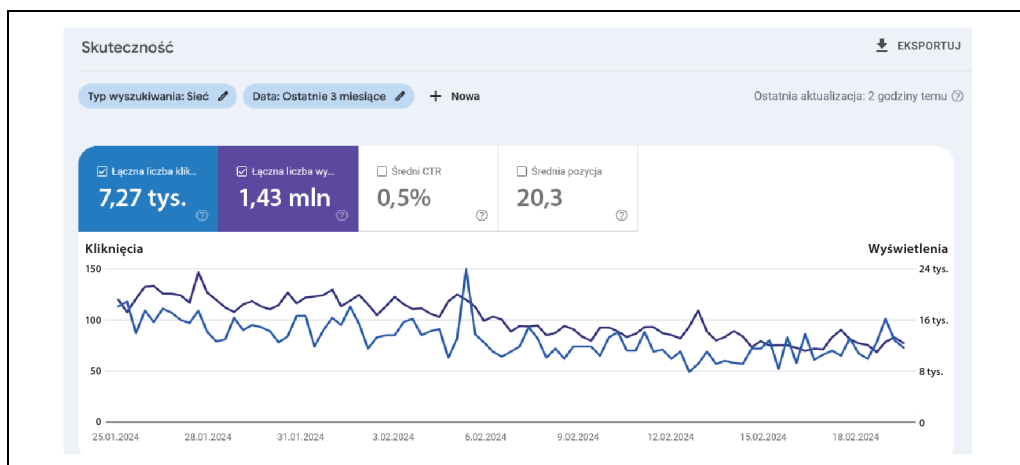 Skuteczność
EKSPORTUJ
Typ wyszukiwania: Sieć
Data: Ostatnie 3 miesiące
+ Nowa
Ostatnia aktualizacja: 2 godziny temu
Łączna liczba klik...
7,27 tys.
Łączna liczba wy...
1,43 mln
Średni CTR
0,5%
Średnia pozycja
20,3
Kliknięcia
Wyświetlenia
150
100
50
0
24 tys.
16 tys.
8 tys.
0
25.01.2024
28.01.2024
31.01.2024
3.02.2024
6.02.2024
9.02.2024
12.02.2024
15.02.2024
18.02.2024